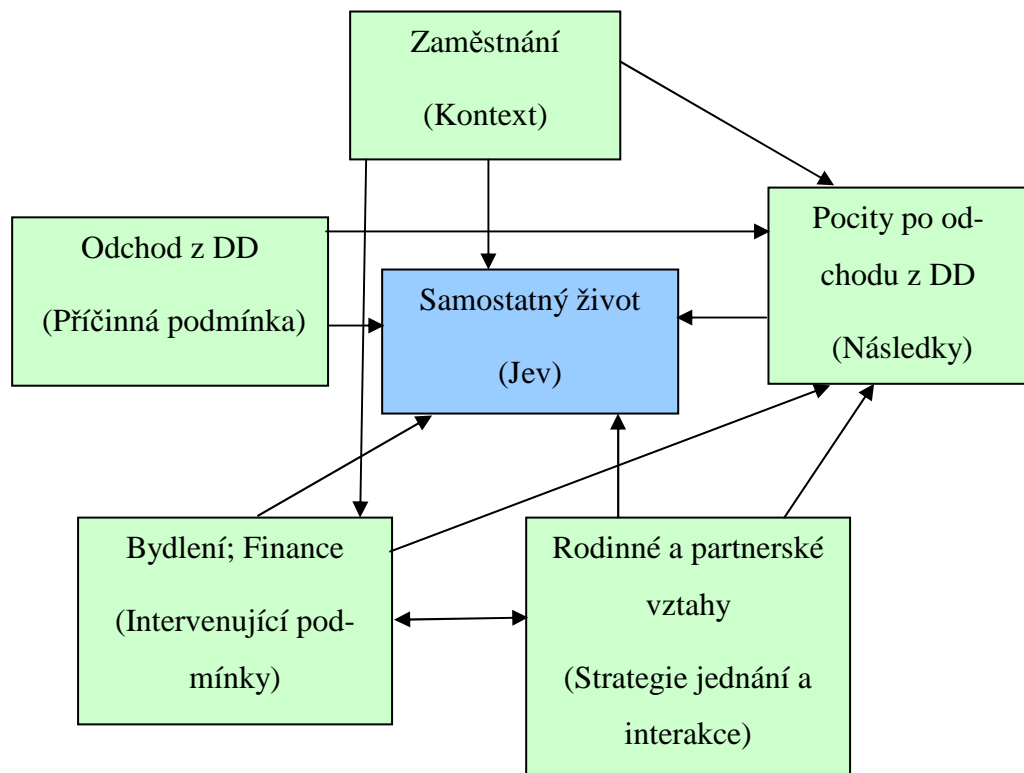 Zaměstnání
(Kontext)
Odchod z DD
(Příčinná podmínka)
Samostatný život
(Jev)
Pocity po od-
chodu z DD
(Následky)
Bydlení; Finance
(Intervenující pod-
mínky)
Rodinné a partnerské
vztahy
(Strategie jednání a
interakce)